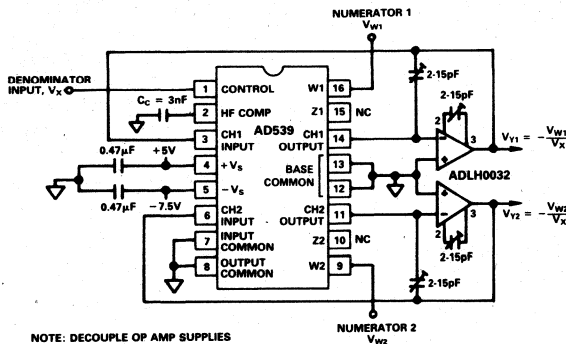 NUMERATOR 1
VW1
DENOMINATOR
INPUT, VX
CC = 3nF
0.47µF
+5V
0.47µF
−7.5V
1 CONTROL
2 HF COMP
3 CH1 INPUT
4 +VS
5 −VS
6 CH2 INPUT
7 INPUT COMMON
8 OUTPUT COMMON
AD539
W1 16
Z1 15 NC
CH1 OUTPUT 14
BASE COMMON 13
12
CH2 OUTPUT 11
Z2 10 NC
W2 9
2-15pF
2-15pF
2
3
ADLH0032
VY1 = −VW1/VX
VY2 = −VW2/VX
2
3
2-15pF
2-15pF
NUMERATOR 2
VW2
NOTE: DECOUPLE OP AMP SUPPLIES